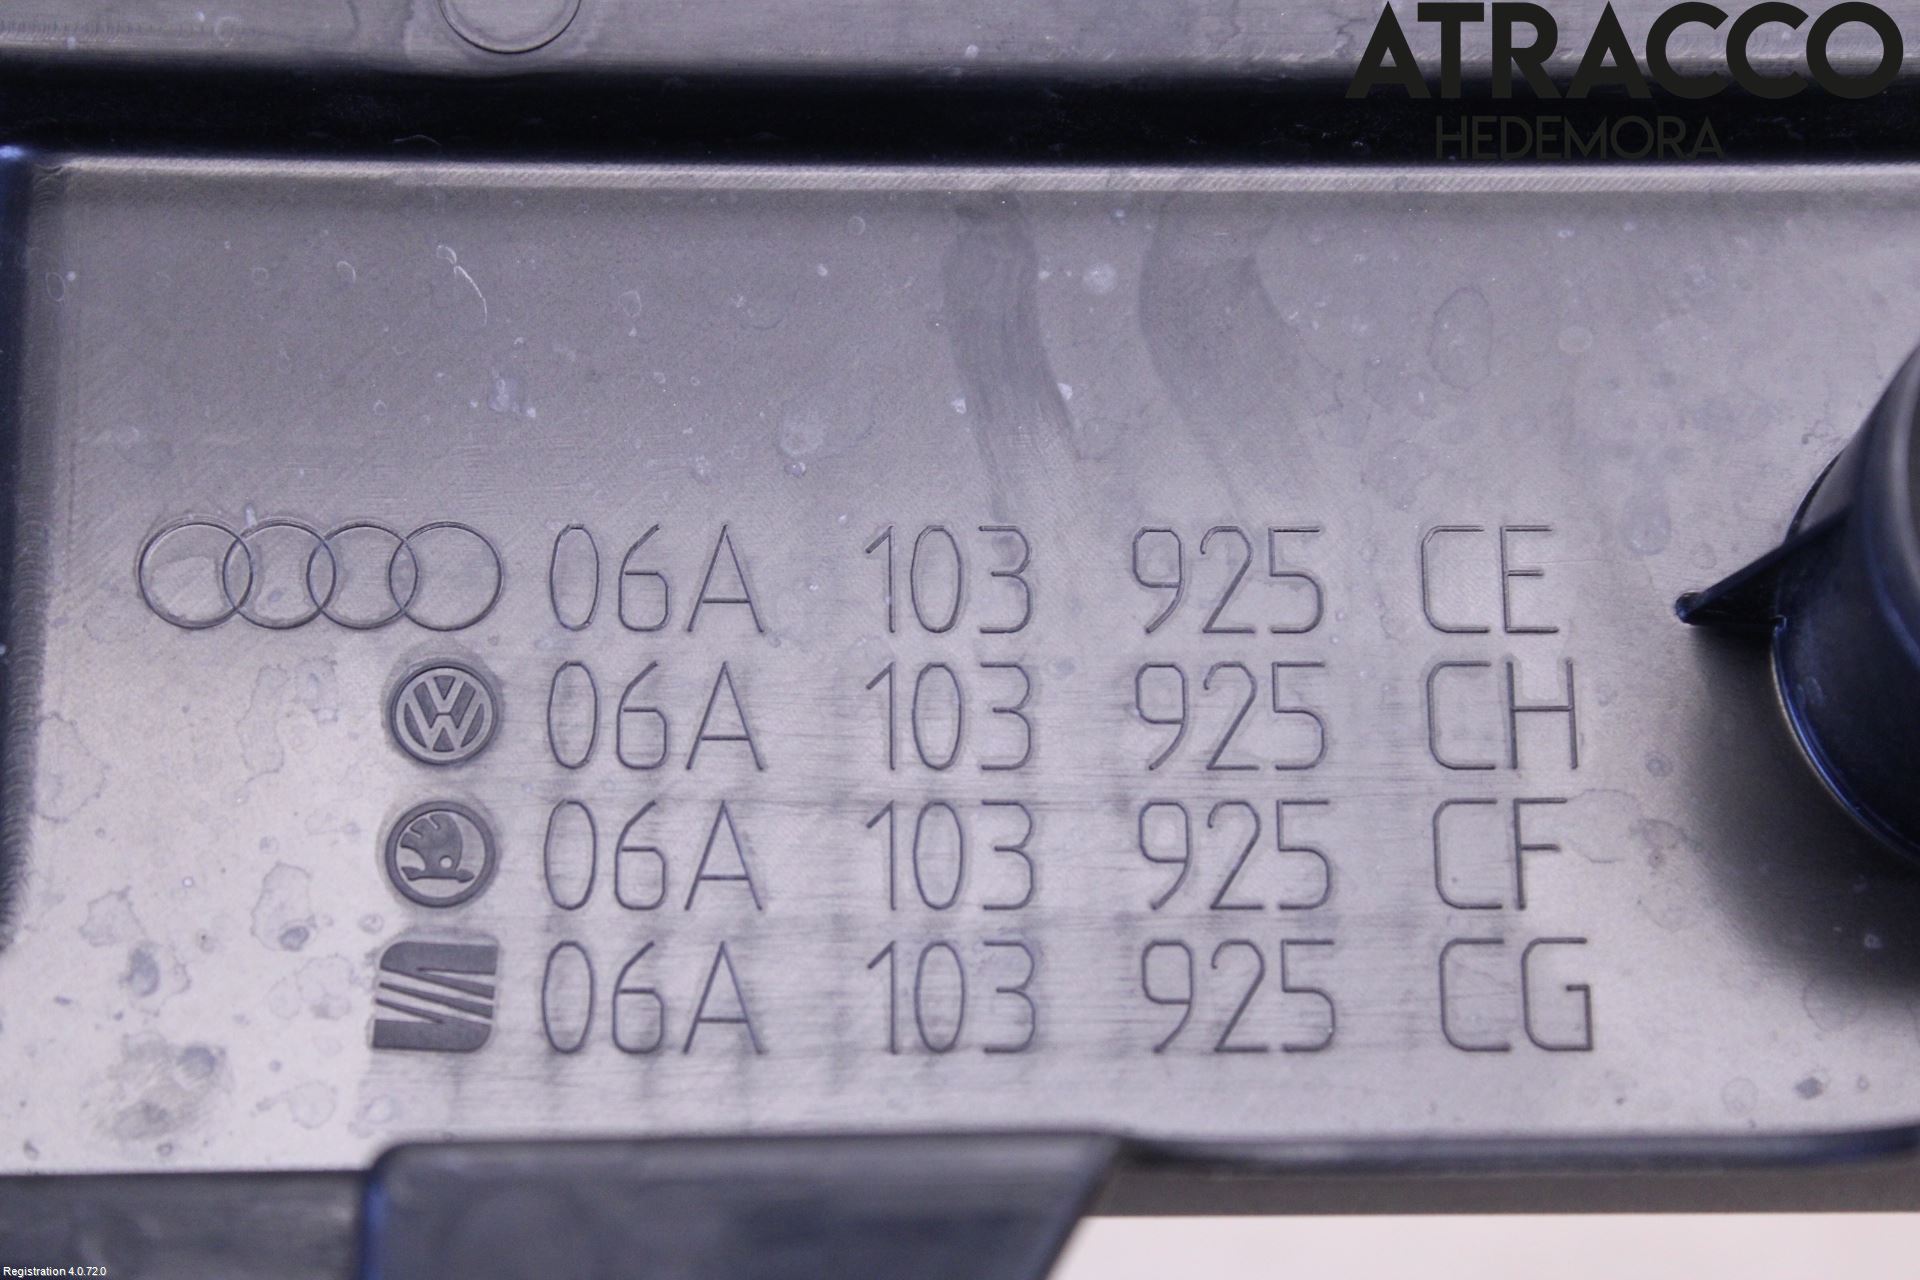 ATRACCO
HEDEMORA
06A 103 925 CE
06A 103 925 CH
06A 103 925 CF
06A 103 925 CG
Registration 4.0.72.0